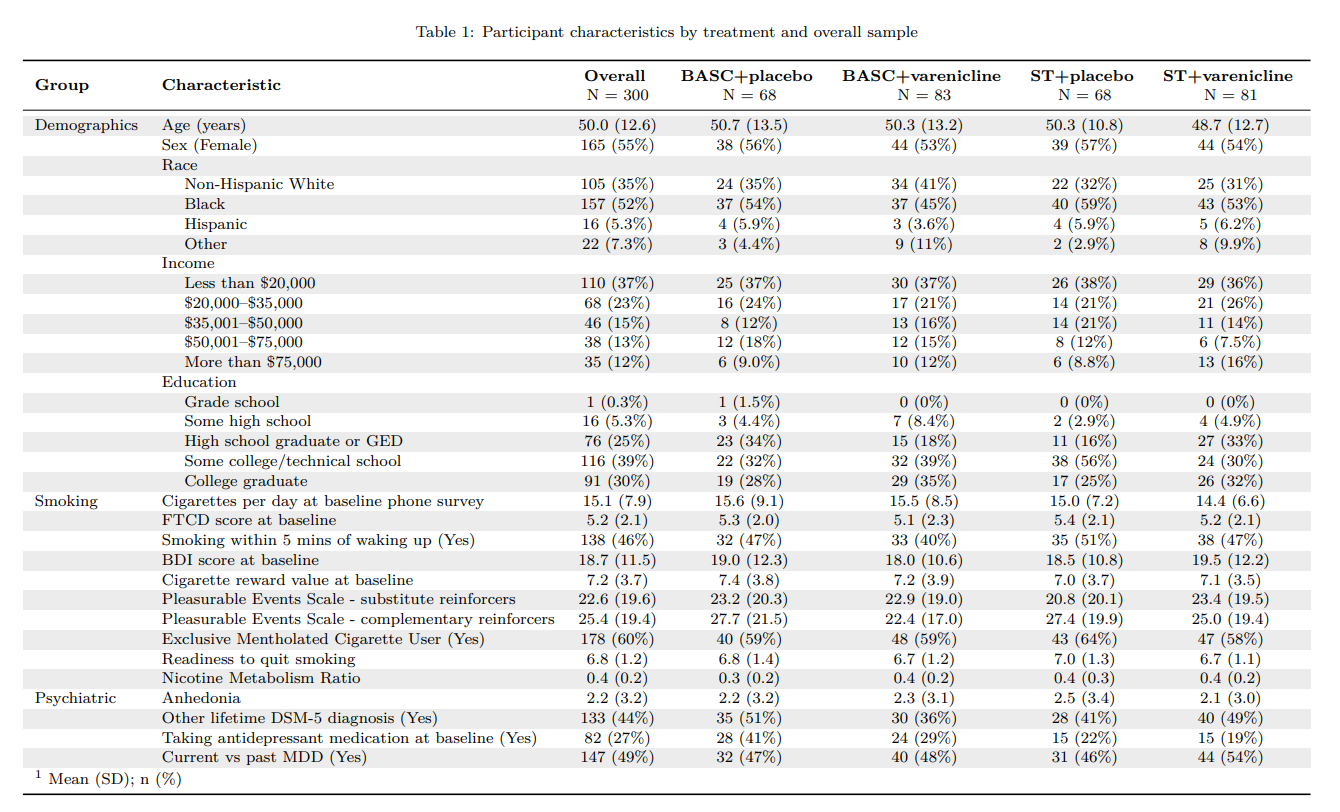 Table 1: Participant characteristics by treatment and overall sample
Group Characteristic Overall N = 300 BASC+placebo N = 68 BASC+varenicline N = 83 ST+placebo N = 68 ST+varenicline N = 81
Demographics Age (years) 50.0 (12.6) 50.7 (13.5) 50.3 (13.2) 50.3 (10.8) 48.7 (12.7)
Sex (Female) 165 (55%) 38 (56%) 44 (53%) 39 (57%) 44 (54%)
Race
Non-Hispanic White 105 (35%) 24 (35%) 34 (41%) 22 (32%) 25 (31%)
Black 157 (52%) 37 (54%) 37 (45%) 40 (59%) 43 (53%)
Hispanic 16 (5.3%) 4 (5.9%) 3 (3.6%) 4 (5.9%) 5 (6.2%)
Other 22 (7.3%) 3 (4.4%) 9 (11%) 2 (2.9%) 8 (9.9%)
Income
Less than $20,000 110 (37%) 25 (37%) 30 (37%) 26 (38%) 29 (36%)
$20,000–$35,000 68 (23%) 16 (24%) 17 (21%) 14 (21%) 21 (26%)
$35,001–$50,000 46 (15%) 8 (12%) 13 (16%) 14 (21%) 11 (14%)
$50,001–$75,000 38 (13%) 12 (18%) 12 (15%) 8 (12%) 6 (7.5%)
More than $75,000 35 (12%) 6 (9.0%) 10 (12%) 6 (8.8%) 13 (16%)
Education
Grade school 1 (0.3%) 1 (1.5%) 0 (0%) 0 (0%) 0 (0%)
Some high school 16 (5.3%) 3 (4.4%) 7 (8.4%) 2 (2.9%) 4 (4.9%)
High school graduate or GED 76 (25%) 23 (34%) 15 (18%) 11 (16%) 27 (33%)
Some college/technical school 116 (39%) 22 (32%) 32 (39%) 38 (56%) 24 (30%)
College graduate 91 (30%) 19 (28%) 29 (35%) 17 (25%) 26 (32%)
Smoking Cigarettes per day at baseline phone survey 15.1 (7.9) 15.6 (9.1) 15.5 (8.5) 15.0 (7.2) 14.4 (6.6)
FTCD score at baseline 5.2 (2.1) 5.3 (2.0) 5.1 (2.3) 5.4 (2.1) 5.2 (2.1)
Smoking within 5 mins of waking up (Yes) 138 (46%) 32 (47%) 33 (40%) 35 (51%) 38 (47%)
BDI score at baseline 18.7 (11.5) 19.0 (12.3) 18.0 (10.6) 18.5 (10.8) 19.5 (12.2)
Cigarette reward value at baseline 7.2 (3.7) 7.4 (3.8) 7.2 (3.9) 7.0 (3.7) 7.1 (3.5)
Pleasurable Events Scale - substitute reinforcers 22.6 (19.6) 23.2 (20.3) 22.9 (19.0) 20.8 (20.1) 23.4 (19.5)
Pleasurable Events Scale - complementary reinforcers 25.4 (19.4) 27.7 (21.5) 22.4 (17.0) 27.4 (19.9) 25.0 (19.4)
Exclusive Mentholated Cigarette User (Yes) 178 (60%) 40 (59%) 48 (59%) 43 (64%) 47 (58%)
Readiness to quit smoking 6.8 (1.2) 6.8 (1.4) 6.7 (1.2) 7.0 (1.3) 6.7 (1.1)
Nicotine Metabolism Ratio 0.4 (0.2) 0.3 (0.2) 0.4 (0.2) 0.4 (0.3) 0.4 (0.2)
Psychiatric Anhedonia 2.2 (3.2) 2.2 (3.2) 2.3 (3.1) 2.5 (3.4) 2.1 (3.0)
Other lifetime DSM-5 diagnosis (Yes) 133 (44%) 35 (51%) 30 (36%) 28 (41%) 40 (49%)
Taking antidepressant medication at baseline (Yes) 82 (27%) 28 (41%) 24 (29%) 15 (22%) 15 (19%)
Current vs past MDD (Yes) 147 (49%) 32 (47%) 40 (48%) 31 (46%) 44 (54%)
1 Mean (SD); n (%)